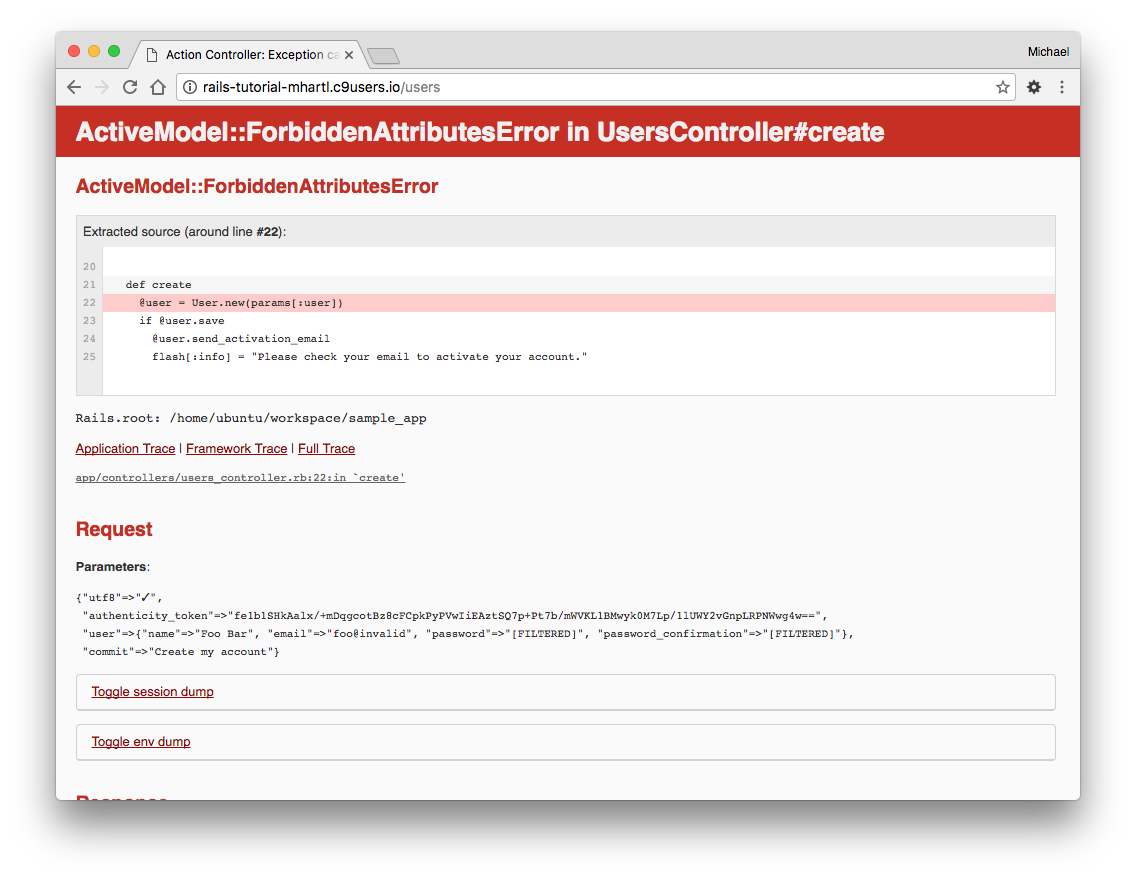 Action Controller: Exception ca
Michael
rails-tutorial-mhartl.c9users.io/users
ActiveModel::ForbiddenAttributesError in UsersController#create
ActiveModel::ForbiddenAttributesError
Extracted source (around line #22):
20
21 def create
22 @user = User.new(params[:user])
23 if @user.save
24 @user.send_activation_email
25 flash[:info] = "Please check your email to activate your account."
Rails.root: /home/ubuntu/workspace/sample_app
Application Trace | Framework Trace | Full Trace
app/controllers/users_controller.rb:22:in `create'
Request
Parameters:
{"utf8"=>"✓",
"authenticity_token"=>"fe1blSHkAalx/+mDqgcotBz8cFCpkPyPVwIiEAztSQ7p+Pt7b/mWVKL1BMwyk0M7Lp/1lUWY2vGnpLRPNWwg4w==",
"user"=>{"name"=>"Foo Bar", "email"=>"foo@invalid", "password"=>"[FILTERED]", "password_confirmation"=>"[FILTERED]"},
"commit"=>"Create my account"}
Toggle session dump
Toggle env dump
Response